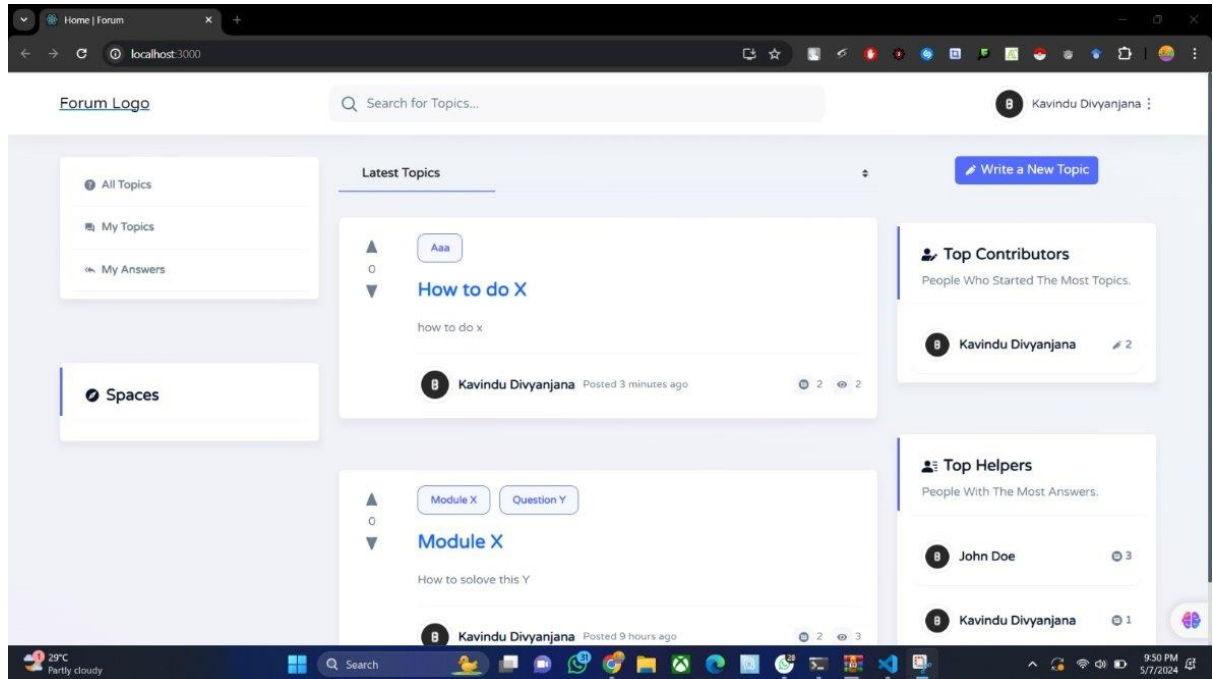 Home | Forum
localhost:3000
Forum Logo
Search for Topics...
Kavindu Divyanjana
All Topics
My Topics
My Answers
Spaces
Latest Topics
Aaa
0
How to do X
how to do x
Kavindu Divyanjana Posted 3 minutes ago 2 2
Module X Question Y
0
Module X
How to solove this Y
Kavindu Divyanjana Posted 9 hours ago 2 3
Write a New Topic
Top Contributors
People Who Started The Most Topics.
Kavindu Divyanjana 2
Top Helpers
People With The Most Answers.
John Doe 3
Kavindu Divyanjana 1
29°C
Partly cloudy
Search
9:50 PM
5/7/2024